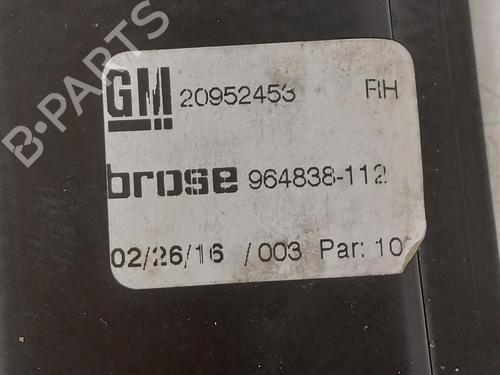 GM 20952453 RH
brose 964838-112
02/26/16 /003 Par: 10
B-PARTS